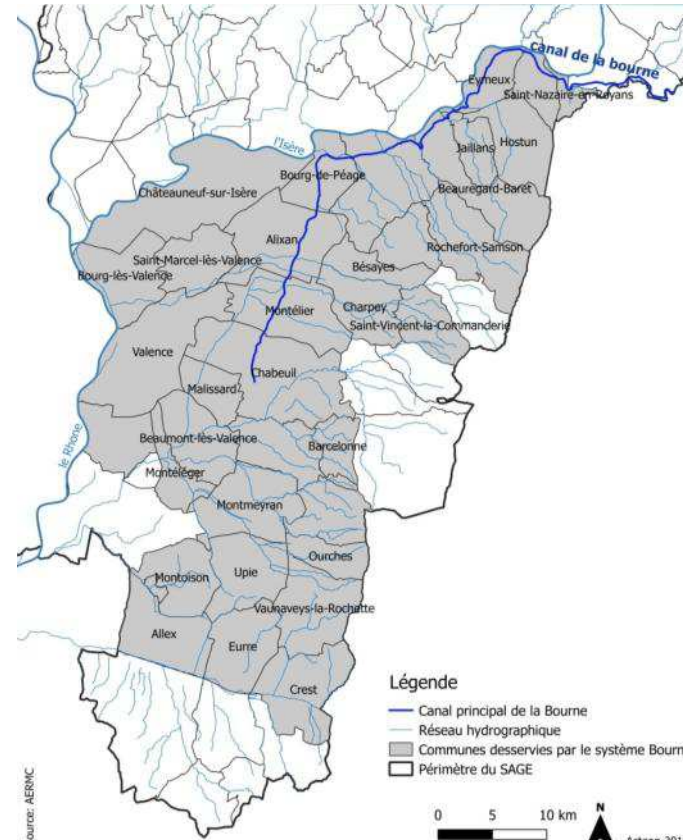 canal de la bourne
Eymeux
Saint-Nazaire-en-Royans
l'Isère
Jaillans
Hostun
Bourg-de-Péage
Châteauneuf-sur-Isère
Beauregard-Baret
Alixan
Rochefort-Samson
Saint-Marcel-lès-Valence
Bésayes
Bourg-lès-Valence
Charpey
Montélier
Saint-Vincent-la-Commanderie
Valence
Chabeuil
Malissard
le Rhone
Beaumont-lès-Valence
Barcelonne
Montéléger
Montmeyran
Ourches
Upie
Montoison
Vaunaveys-la-Rochette
Allex
Eurre
Crest
Légende
Canal principal de la Bourne
Réseau hydrographique
Communes desservies par le système Bourn
Périmètre du SAGE
0 5 10 km
N
ource: AERMC